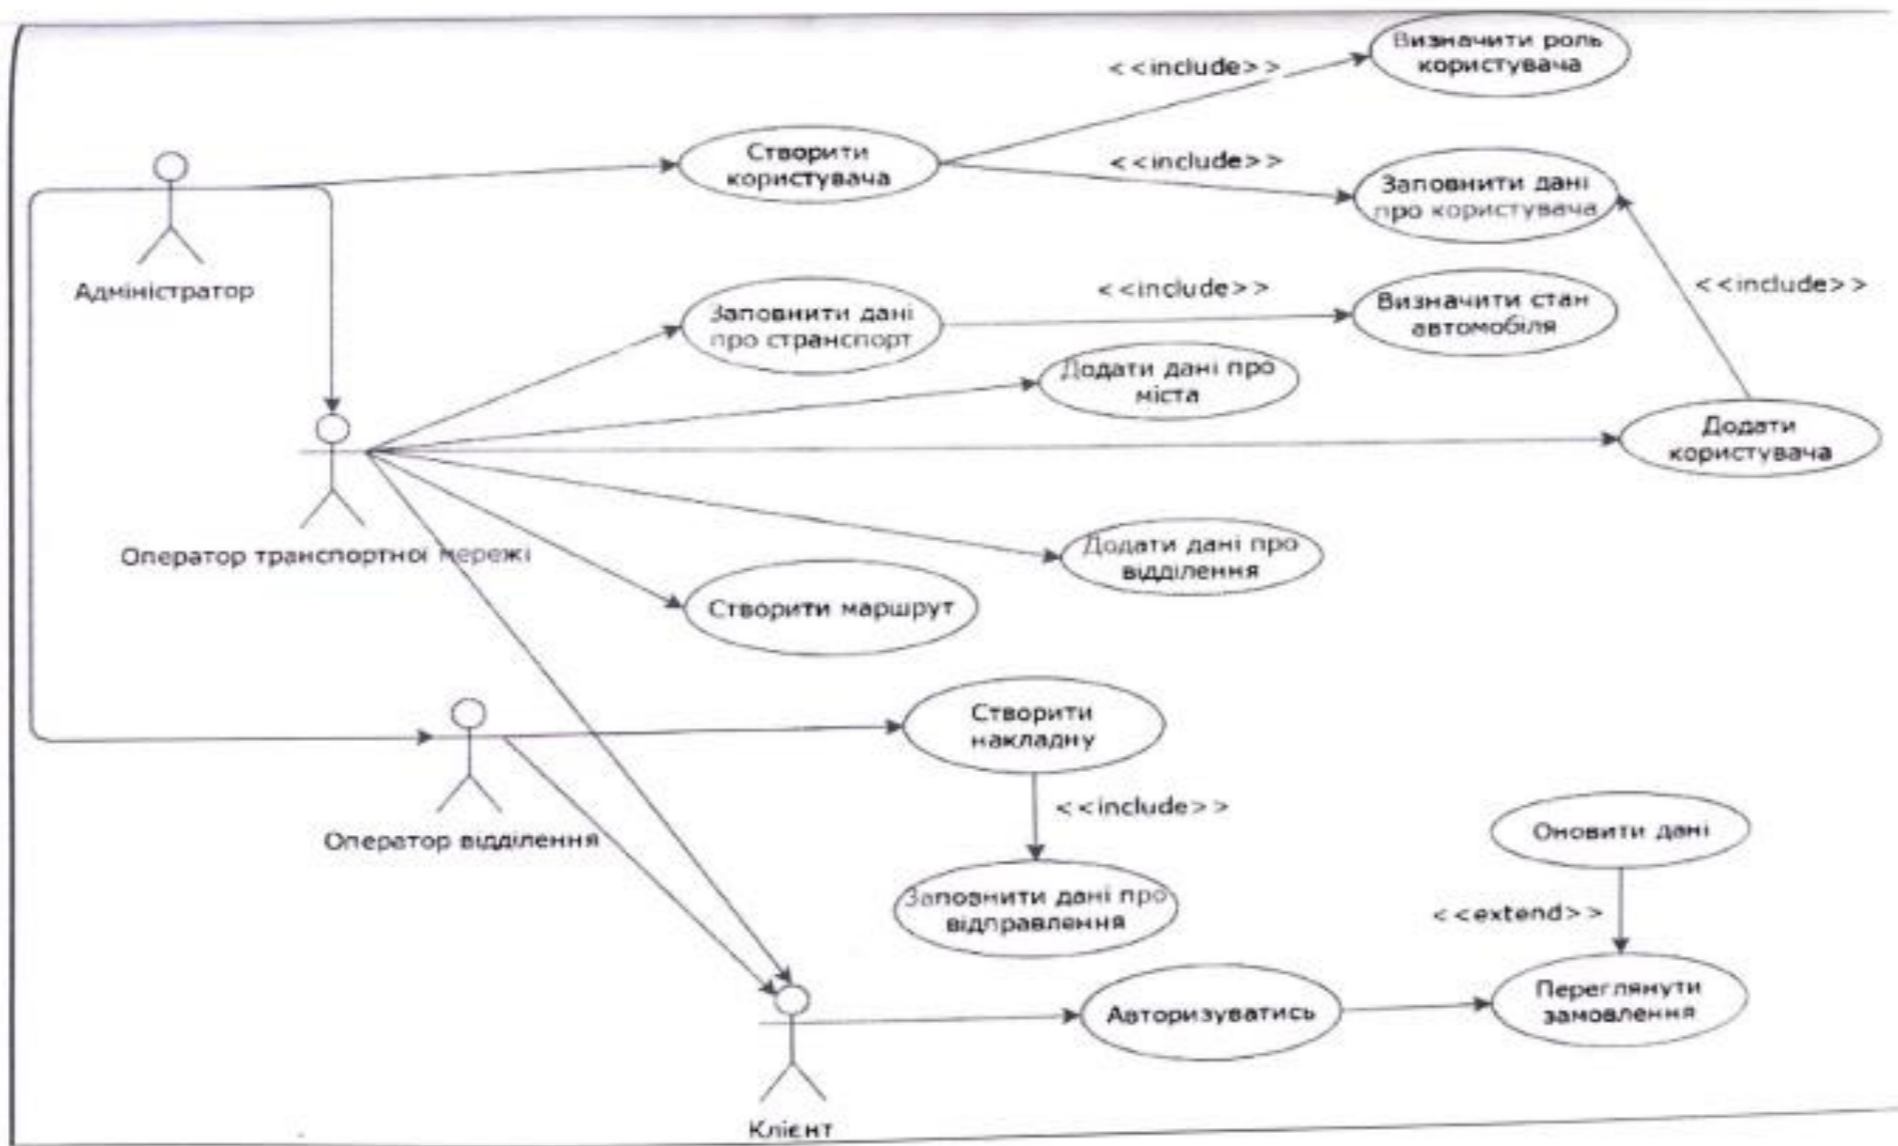 Визначити роль
користувача
<<include>>
Створити
користувача
<<include>>
Заповнити дані
про користувача
Адміністратор
<<include>>
Заповнити дані
про странспорт
<<include>>
Визначити стан
автомобіля
Додати дані про
міста
Додати
користувача
Оператор транспортної мережі
Додати дані про
відділення
Створити маршрут
Створити
накладну
<<include>>
Оператор відділення
Оновити дані
Заповнити дані про
відправлення
<<extend>>
Авторизуватись
Переглянути
замовлення
Клієнт